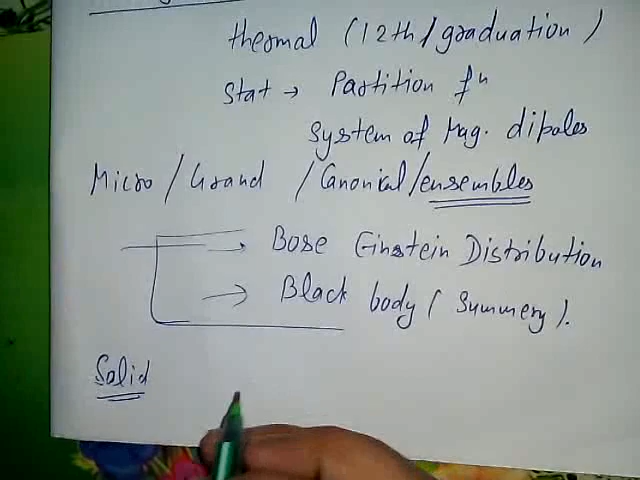 thermal (12th/graduation)
Stat → Partition fⁿ
System of Mag. dipoles
Micro/Grand/Canonical/ensembles
→ Bose Einstein Distribution
→ Black body (Summery).
Solid